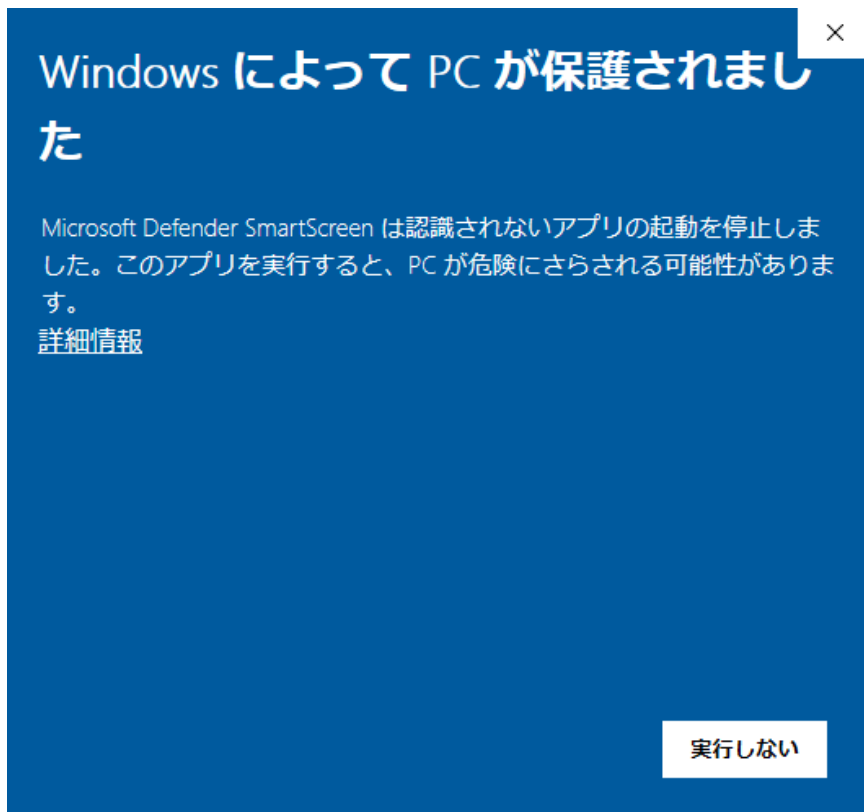 Windows によって PC が保護されまし
た
Microsoft Defender SmartScreen は認識されないアプリの起動を停止しま
した。このアプリを実行すると、PC が危険にさらされる可能性がありま
す。
詳細情報
実行しない